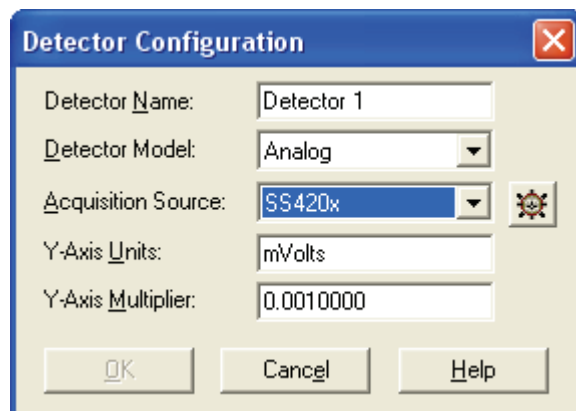 Detector Configuration
Detector Name: Detector 1
Detector Model: Analog
Acquisition Source: SS420x
Y-Axis Units: mVolts
Y-Axis Multiplier: 0.0010000
OK Cancel Help